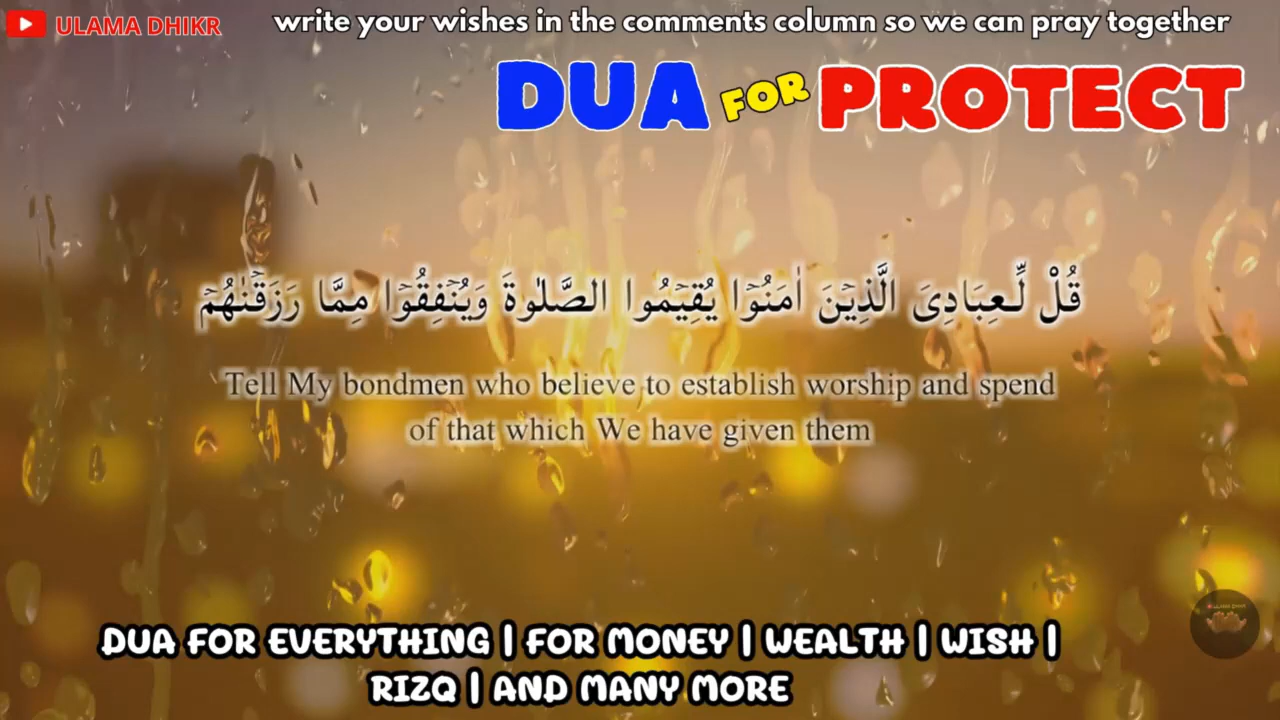 ULAMA DHIKR
write your wishes in the comments column so we can pray together
DUA FOR PROTECT
قُلْ لِّعِبَادِىَ الَّذِيْنَ اٰمَنُوْا يُقِيْمُوا الصَّلٰوةَ وَيُنْفِقُوْا مِمَّا رَزَقْنٰهُمْ
Tell My bondmen who believe to establish worship and spend
of that which We have given them
DUA FOR EVERYTHING | FOR MONEY | WEALTH | WISH |
RIZQ | AND MANY MORE
ULAMA DHIKR